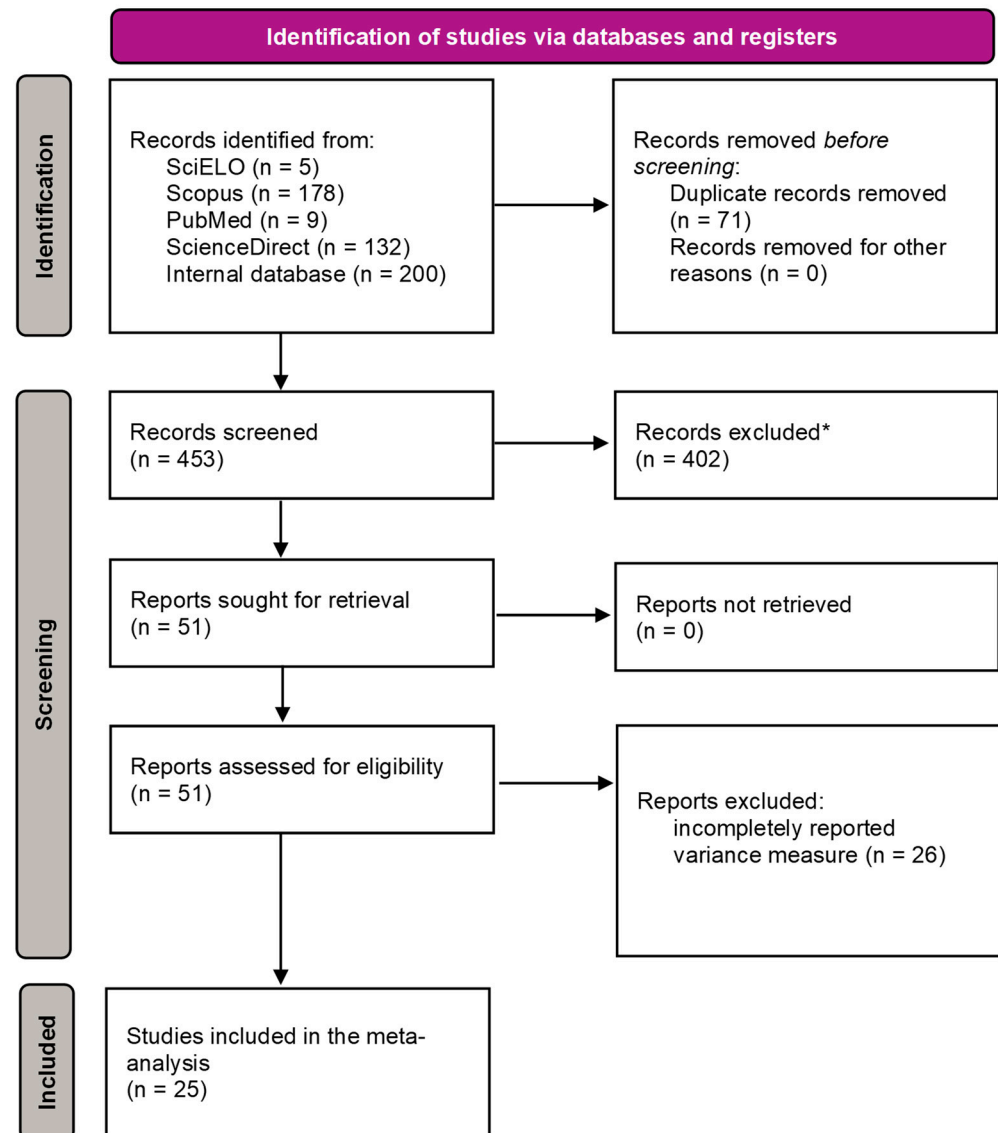 Identification of studies via databases and registers
Identification
Records identified from:
SciELO (n = 5)
Scopus (n = 178)
PubMed (n = 9)
ScienceDirect (n = 132)
Internal database (n = 200)
Records removed before
screening:
Duplicate records removed
(n = 71)
Records removed for other
reasons (n = 0)
Screening
Records screened
(n = 453)
Records excluded*
(n = 402)
Reports sought for retrieval
(n = 51)
Reports not retrieved
(n = 0)
Reports assessed for eligibility
(n = 51)
Reports excluded:
incompletely reported
variance measure (n = 26)
Included
Studies included in the meta-
analysis
(n = 25)